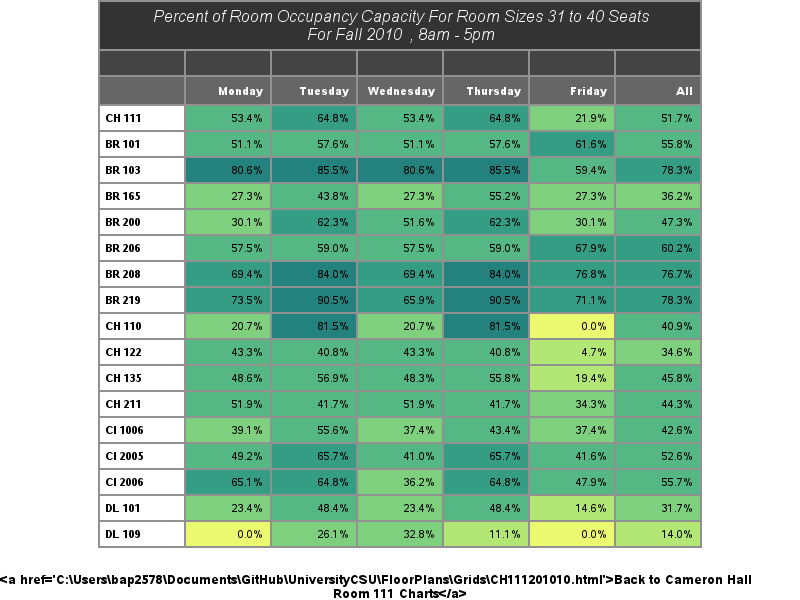 Percent of Room Occupancy Capacity For Room Sizes 31 to 40 Seats
For Fall 2010 , 8am - 5pm
Monday Tuesday Wednesday Thursday Friday All
CH 111 53.4% 64.8% 53.4% 64.8% 21.9% 51.7%
BR 101 51.1% 57.6% 51.1% 57.6% 61.6% 55.8%
BR 103 80.6% 85.5% 80.6% 85.5% 59.4% 78.3%
BR 165 27.3% 43.8% 27.3% 55.2% 27.3% 36.2%
BR 200 30.1% 62.3% 51.6% 62.3% 30.1% 47.3%
BR 206 57.5% 59.0% 57.5% 59.0% 67.9% 60.2%
BR 208 69.4% 84.0% 69.4% 84.0% 76.8% 76.7%
BR 219 73.5% 90.5% 65.9% 90.5% 71.1% 78.3%
CH 110 20.7% 81.5% 20.7% 81.5% 0.0% 40.9%
CH 122 43.3% 40.8% 43.3% 40.8% 4.7% 34.6%
CH 135 48.6% 56.9% 48.3% 55.8% 19.4% 45.8%
CH 211 51.9% 41.7% 51.9% 41.7% 34.3% 44.3%
CI 1006 39.1% 55.6% 37.4% 43.4% 37.4% 42.6%
CI 2005 49.2% 65.7% 41.0% 65.7% 41.6% 52.6%
CI 2006 65.1% 64.8% 36.2% 64.8% 47.9% 55.7%
DL 101 23.4% 48.4% 23.4% 48.4% 14.6% 31.7%
DL 109 0.0% 26.1% 32.8% 11.1% 0.0% 14.0%
<a href='C:\Users\bap2578\Documents\GitHub\UniversityCSU\FloorPlans\Grids\CH111201010.html'>Back to Cameron Hall
Room 111 Charts</a>